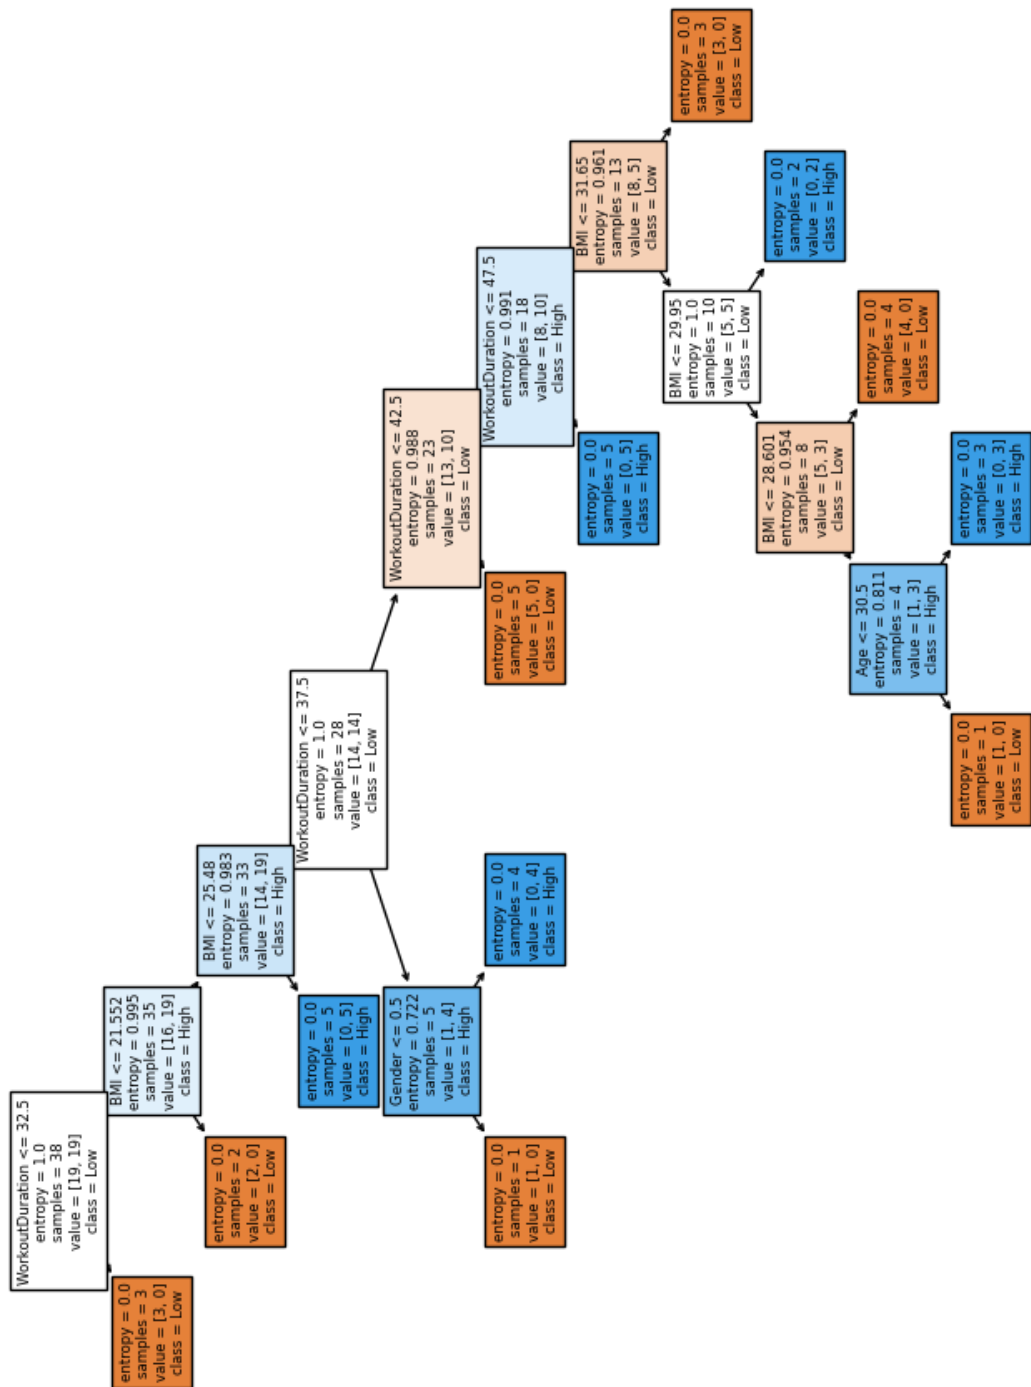 WorkoutDuration <= 32.5
entropy = 1.0
samples = 38
value = [19, 19]
class = Low
entropy = 0.0
samples = 3
value = [3, 0]
class = Low
BMI <= 21.552
entropy = 0.995
samples = 35
value = [16, 19]
class = High
entropy = 0.0
samples = 2
value = [2, 0]
class = Low
BMI <= 25.48
entropy = 0.983
samples = 33
value = [14, 19]
class = High
entropy = 0.0
samples = 5
value = [0, 5]
class = High
WorkoutDuration <= 37.5
entropy = 1.0
samples = 28
value = [14, 14]
class = Low
Gender <= 0.5
entropy = 0.722
samples = 5
value = [1, 4]
class = High
WorkoutDuration <= 42.5
entropy = 0.988
samples = 23
value = [13, 10]
class = Low
entropy = 0.0
samples = 1
value = [1, 0]
class = Low
entropy = 0.0
samples = 4
value = [0, 4]
class = High
entropy = 0.0
samples = 5
value = [5, 0]
class = Low
WorkoutDuration <= 47.5
entropy = 0.991
samples = 18
value = [8, 10]
class = High
entropy = 0.0
samples = 5
value = [0, 5]
class = High
BMI <= 31.65
entropy = 0.961
samples = 13
value = [8, 5]
class = Low
BMI <= 29.95
entropy = 1.0
samples = 10
value = [5, 5]
class = Low
entropy = 0.0
samples = 3
value = [3, 0]
class = Low
BMI <= 28.601
entropy = 0.954
samples = 8
value = [5, 3]
class = Low
entropy = 0.0
samples = 2
value = [0, 2]
class = High
Age <= 30.5
entropy = 0.811
samples = 4
value = [1, 3]
class = High
entropy = 0.0
samples = 4
value = [4, 0]
class = Low
entropy = 0.0
samples = 1
value = [1, 0]
class = Low
entropy = 0.0
samples = 3
value = [0, 3]
class = High